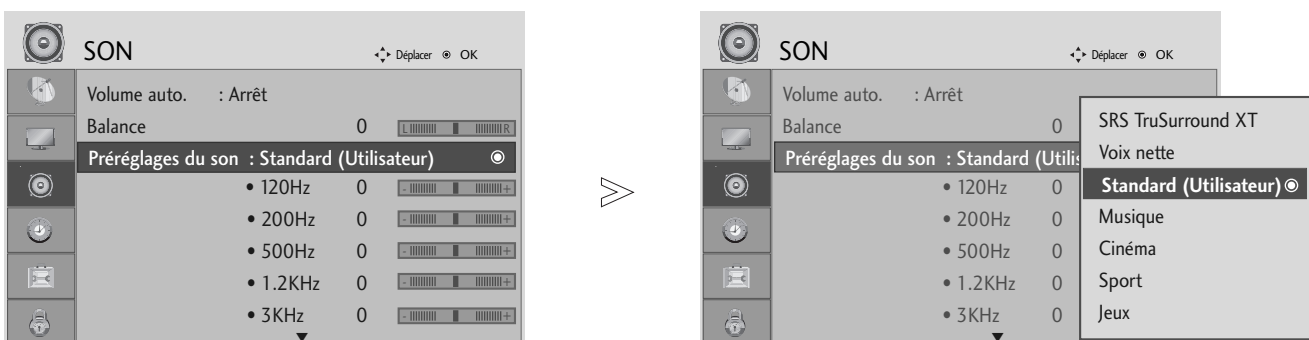 SON Déplacer OK
Volume auto. : Arrêt
Balance 0 L R
Préréglages du son : Standard (Utilisateur)
• 120Hz 0 - +
• 200Hz 0 - +
• 500Hz 0 - +
• 1.2KHz 0 - +
• 3KHz 0 - +
SON Déplacer OK
Volume auto. : Arrêt
Balance 0
Préréglages du son : Standard (Utilis
• 120Hz 0
• 200Hz 0
• 500Hz 0
• 1.2KHz 0
• 3KHz 0
SRS TruSurround XT
Voix nette
Standard (Utilisateur)
Musique
Cinéma
Sport
Jeux